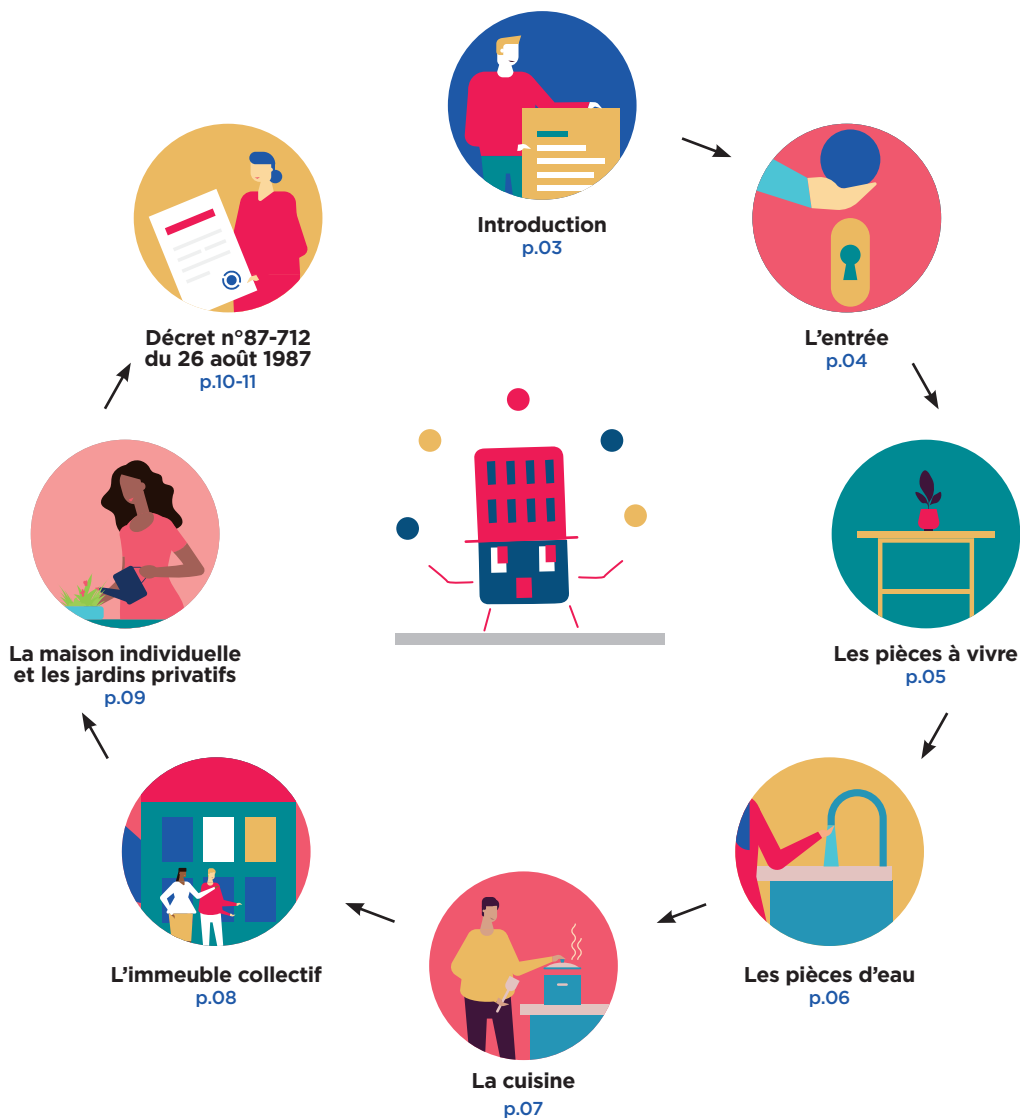 Introduction
p.03
L'entrée
p.04
Les pièces à vivre
p.05
Les pièces d'eau
p.06
La cuisine
p.07
L'immeuble collectif
p.08
La maison individuelle
et les jardins privatifs
p.09
Décret n°87-712
du 26 août 1987
p.10-11